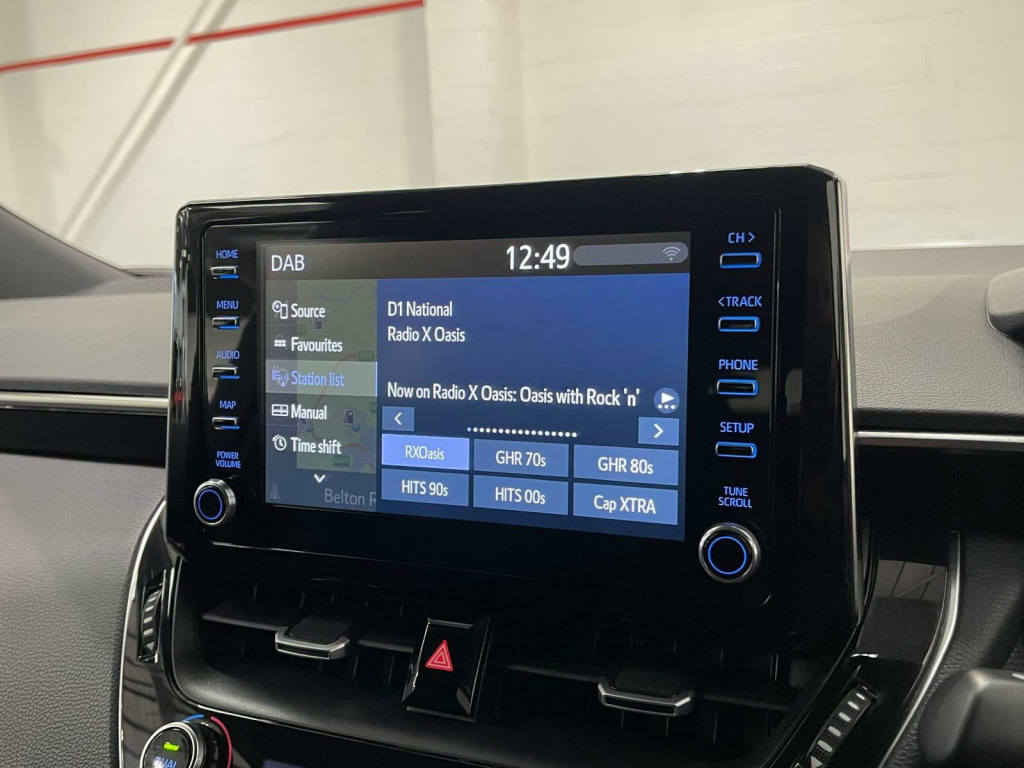 HOME
MENU
AUDIO
MAP
POWER
VOLUME
DAB
12:49
Source
Favourites
Station list
Manual
Time shift
Belton
D1 National
Radio X Oasis
Now on Radio X Oasis: Oasis with Rock 'n'
RXOasis
GHR 70s
GHR 80s
HITS 90s
HITS 00s
Cap XTRA
CH >
< TRACK
PHONE
SETUP
TUNE
SCROLL